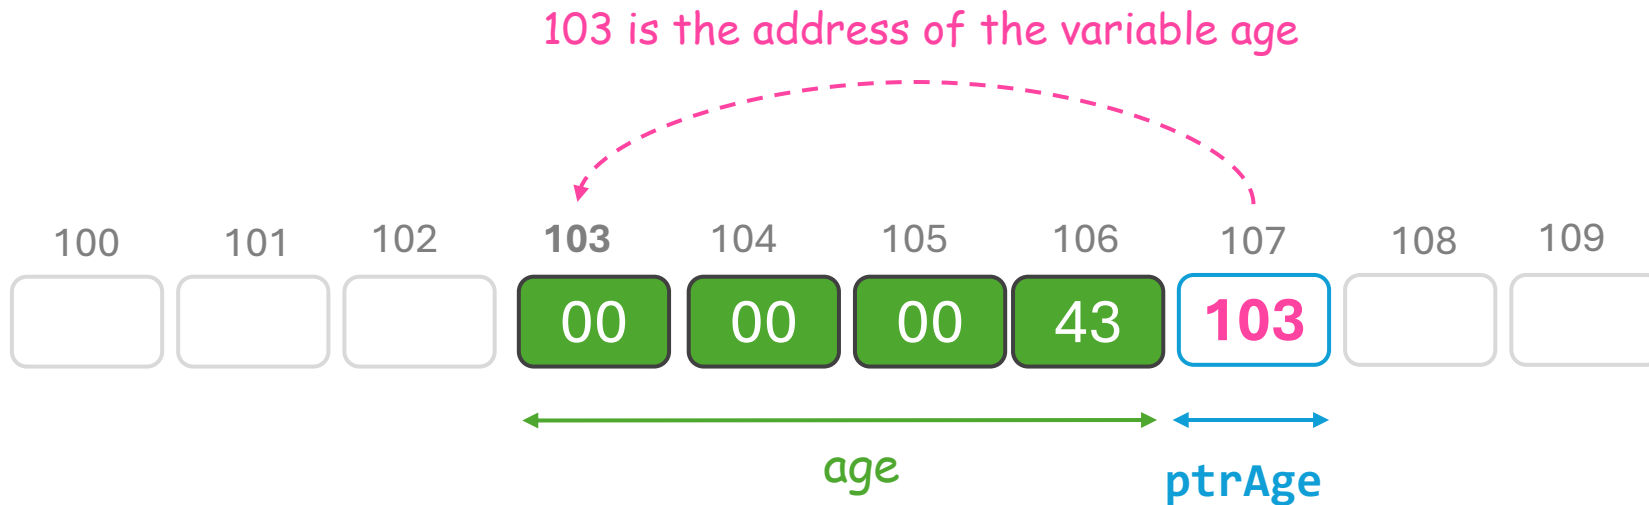 103 is the address of the variable age
100 101 102 103 104 105 106 107 108 109
00 00 00 43 103
age ptrAge